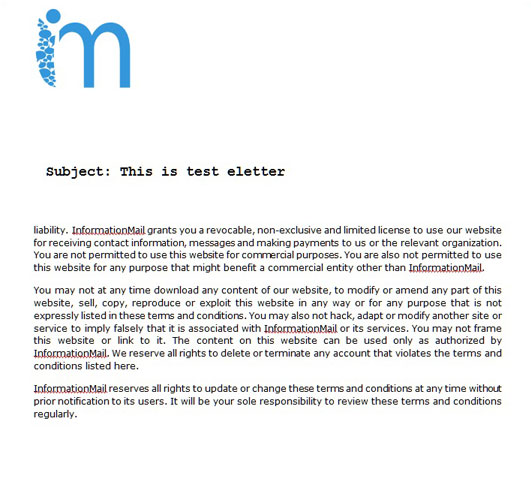 im
Subject: This is test eletter
liability. InformationMail grants you a revocable, non-exclusive and limited license to use our website
for receiving contact information, messages and making payments to us or the relevant organization.
You are not permitted to use this website for commercial purposes. You are also not permitted to use
this website for any purpose that might benefit a commercial entity other than InformationMail.
You may not at any time download any content of our website, to modify or amend any part of this
website, sell, copy, reproduce or exploit this website in any way or for any purpose that is not
expressly listed in these terms and conditions. You may also not hack, adapt or modify another site or
service to imply falsely that it is associated with InformationMail or its services. You may not frame
this website or link to it. The content on this website can be used only as authorized by
InformationMail. We reserve all rights to delete or terminate any account that violates the terms and
conditions listed here.
InformationMail reserves all rights to update or change these terms and conditions at any time without
prior notification to its users. It will be your sole responsibility to review these terms and conditions
regularly.